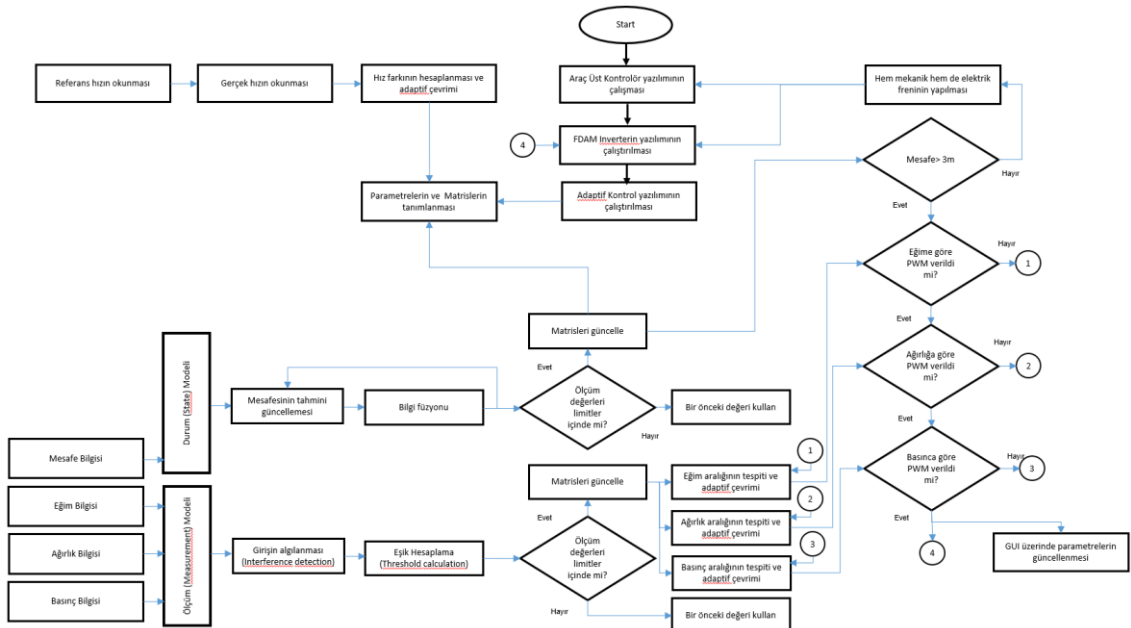 Start
Referans hızın okunması
Gerçek hızın okunması
Hız farkının hesaplanması ve
adaptif çevrimi
Araç Üst Kontrolör yazılımının
çalışması
Hem mekanik hem de elektrik
freninin yapılması
4
FDAM Inverterin yazılımının
çalıştırılması
Mesafe> 3m
Hayır
Evet
Parametrelerin ve Matrislerin
tanımlanması
Adaptif Kontrol yazılımının
çalıştırılması
Eğime göre
PWM verildi
mi?
Hayır
1
Evet
Matrisleri güncelle
Evet
Ağırlığa göre
PWM verildi
mi?
Hayır
2
Evet
Durum (State) Modeli
Mesafesinin tahmini
güncellemesi
Bilgi füzyonu
Ölçüm
değerleri
limitler
içinde mi?
Hayır
Bir önceki değeri kullan
Basınca göre
PWM verildi
mi?
Hayır
3
Evet
4
GUI üzerinde parametrelerin
güncellenmesi
Mesafe Bilgisi
Eğim Bilgisi
Ağırlık Bilgisi
Basınç Bilgisi
Ölçüm (Measurement) Modeli
Girişin algılanması
(Interference detection)
Eşik Hesaplama
(Threshold calculation)
Matrisleri güncelle
Evet
Ölçüm
değerleri
limitler
içinde mi?
Hayır
1
Eğim aralığının tespiti ve
adaptif çevrimi
2
Ağırlık aralığının tespiti ve
adaptif çevrimi
3
Basınç aralığının tespiti ve
adaptif çevrimi
Bir önceki değeri kullan